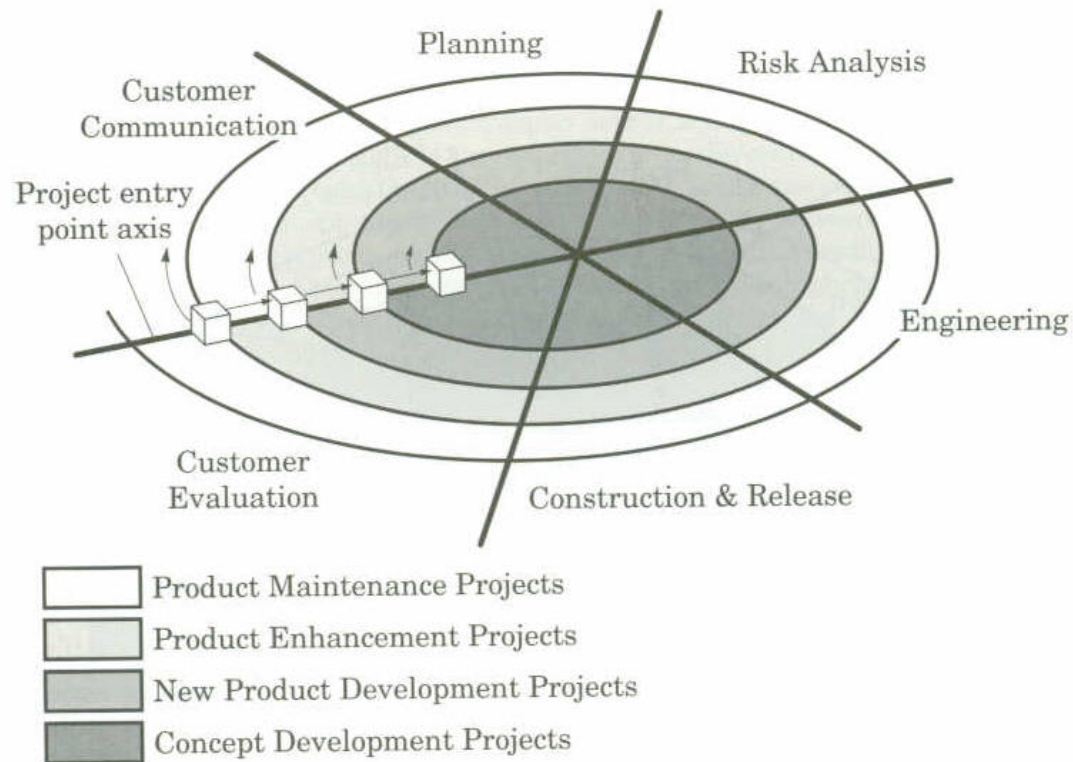 Planning
Risk Analysis
Customer
Communication
Project entry
point axis
Engineering
Customer
Evaluation
Construction & Release
Product Maintenance Projects
Product Enhancement Projects
New Product Development Projects
Concept Development Projects